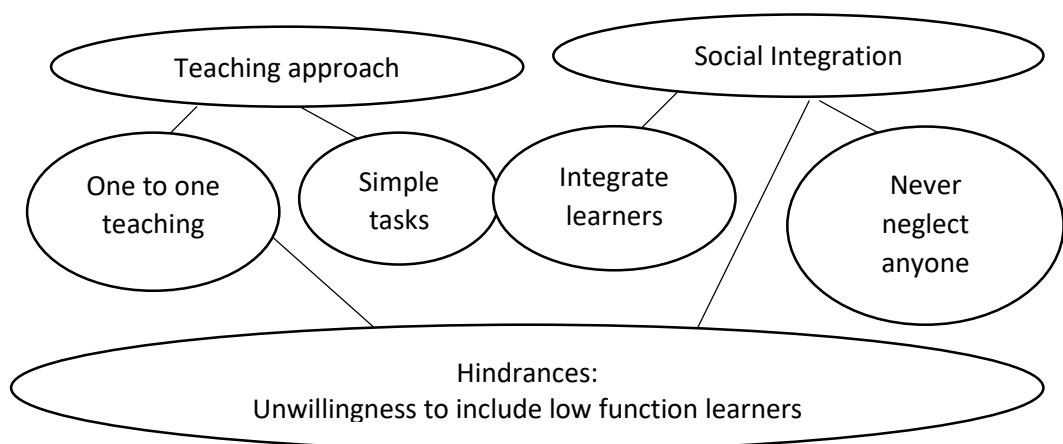 Teaching approach
Social Integration
One to one
teaching
Simple
tasks
Integrate
learners
Never
neglect
anyone
Hindrances:
Unwillingness to include low function learners